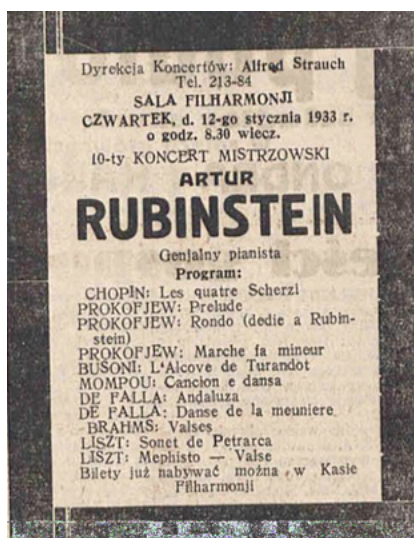 Dyrekcja Koncertów: Alfred Strauch
Tel. 213-84
SALA FILHARMONJI
CZWARTEK, d. 12-go stycznia 1933 r.
o godz. 8.30 wiecz.
10-ty KONCERT MISTRZOWSKI
ARTUR
RUBINSTEIN
Genjalny pianista
Program:
CHOPIN: Les quatre Scherzi
PROKOFJEW: Prelude
PROKOFJEW: Rondo (dedie a Rubin-
stein)
PROKOFJEW: Marche fa mineur
BUSONI: L'Alcove de Turandot
MOMPOU: Cancion e dansa
DE FALLA: Andaluza
DE FALLA: Danse de la meuniere
BRAHMS: Valses
LISZT: Sonet de Petrarca
LISZT: Mephisto — Valse
Bilety już nabywać można w Kasie
Filharmonji